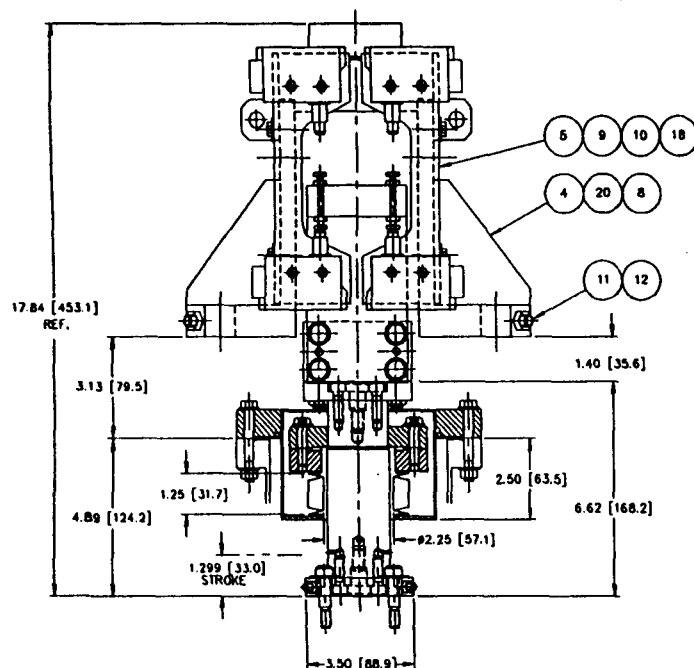 5 9 10 18
4 20 8
11 12
17.84 [453.1]
REF.
1.40 [35.6]
3.13 [79.5]
2.50 [63.5]
1.25 [31.7]
6.62 [168.2]
4.89 [124.2]
ø2.25 [57.1]
1.299 [33.0]
STROKE
3.50 [88.9]